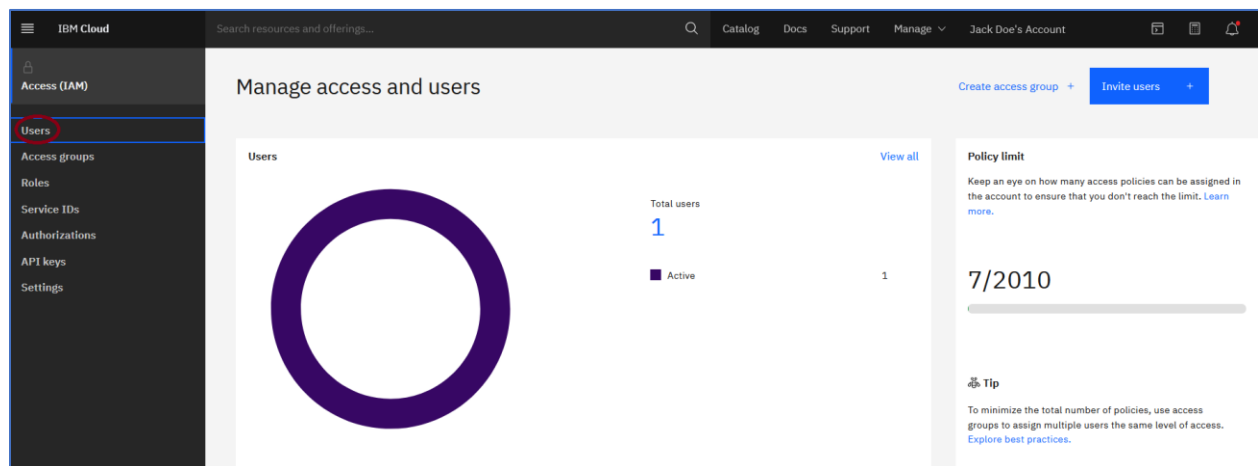 IBM Cloud
Search resources and offerings...
Catalog
Docs
Support
Manage
Jack Doe's Account
Access (IAM)
Users
Access groups
Roles
Service IDs
Authorizations
API keys
Settings
Manage access and users
Create access group +
Invite users +
Users
View all
Total users
1
Active 1
Policy limit
Keep an eye on how many access policies can be assigned in
the account to ensure that you don't reach the limit. Learn
more.
7/2010
Tip
To minimize the total number of policies, use access
groups to assign multiple users the same level of access.
Explore best practices.